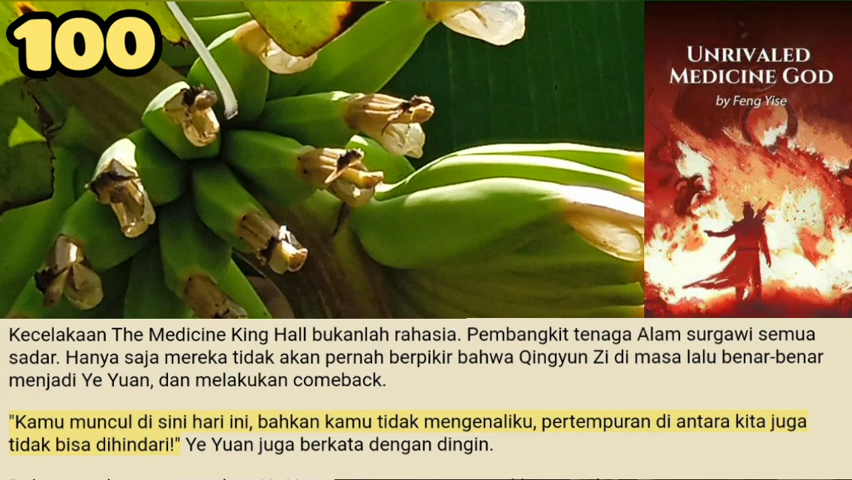 100
UNRIVALED
MEDICINE GOD
by Feng Yise
Kecelakaan The Medicine King Hall bukanlah rahasia. Pembangkit tenaga Alam surgawi semua
sadar. Hanya saja mereka tidak akan pernah berpikir bahwa Qingyun Zi di masa lalu benar-benar
menjadi Ye Yuan, dan melakukan comeback.
"Kamu muncul di sini hari ini, bahkan kamu tidak mengenaliku, pertempuran di antara kita juga
tidak bisa dihindari!" Ye Yuan juga berkata dengan dingin.